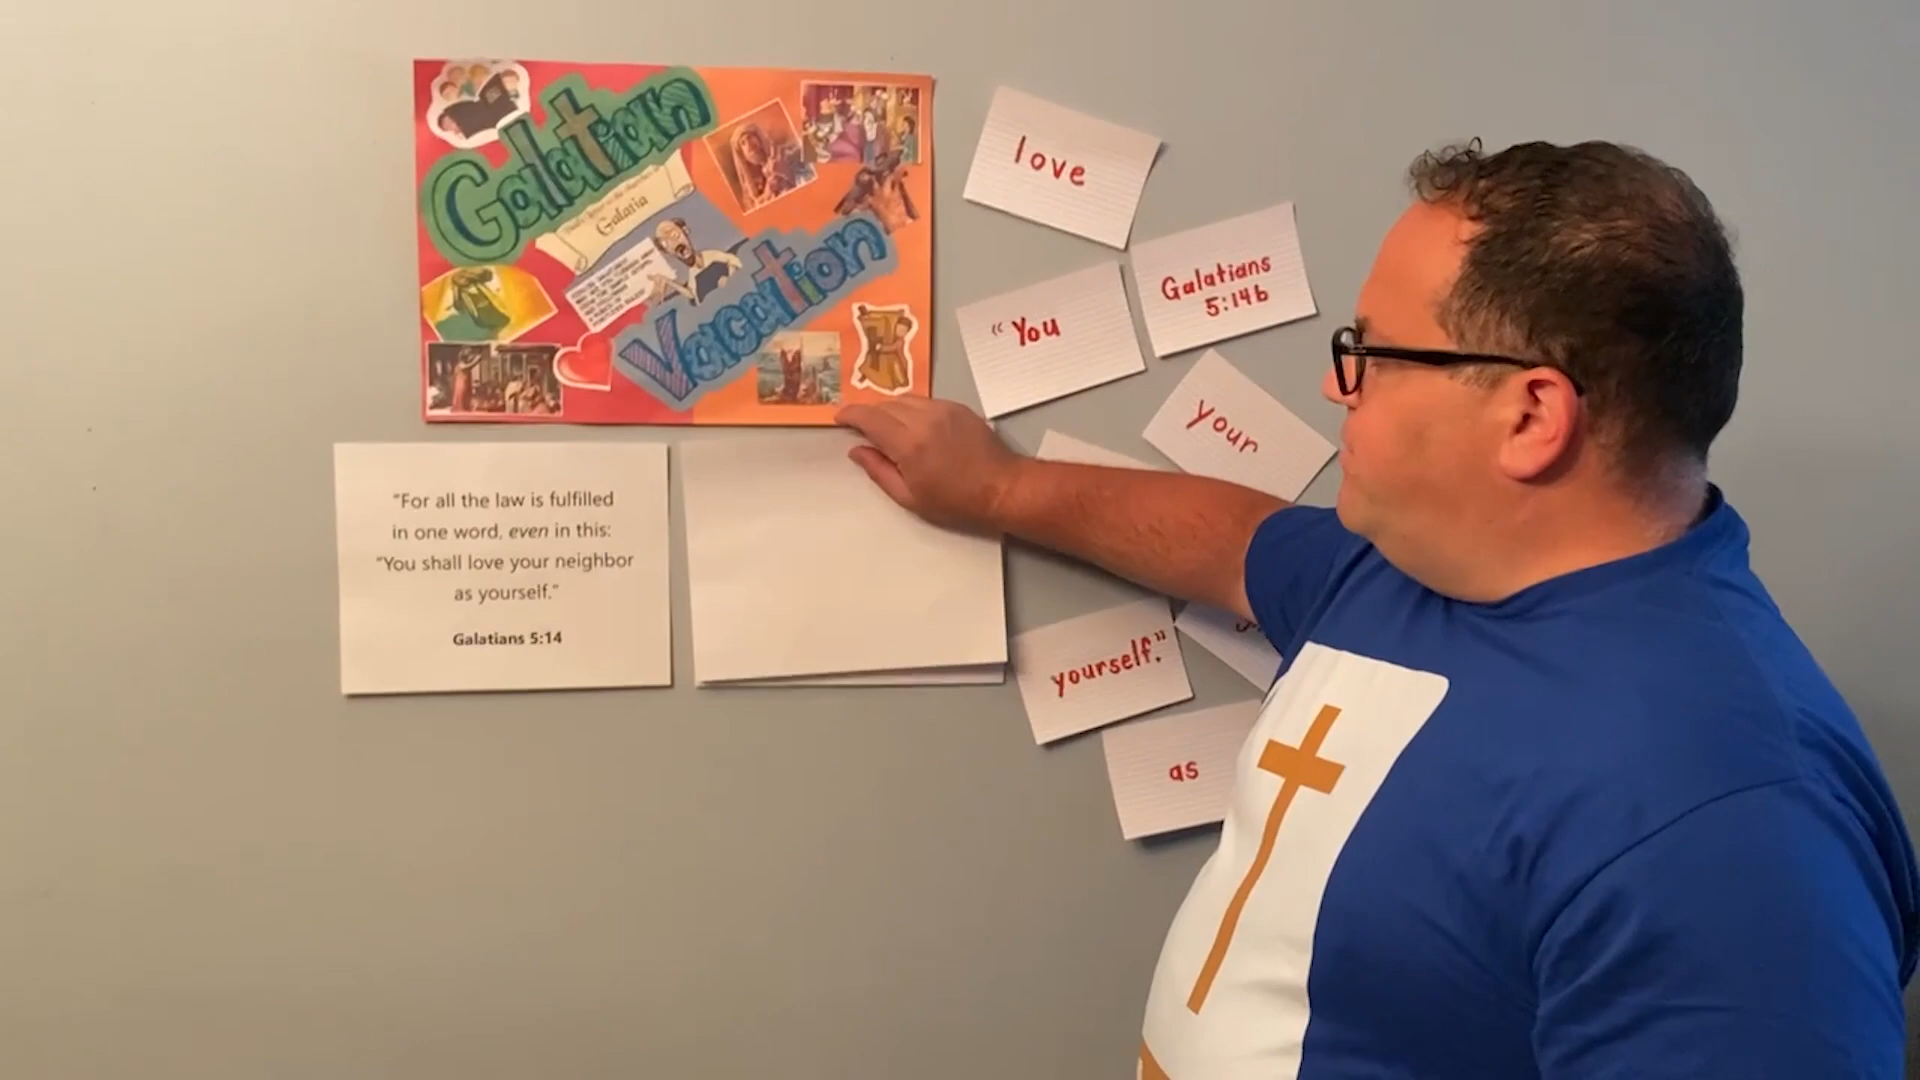 Galatian
Galatia
Vacation
"For all the law is fulfilled
in one word, even in this:
"You shall love your neighbor
as yourself."
Galatians 5:14
love
Galatians
5:14b
"You
your
yourself."
as